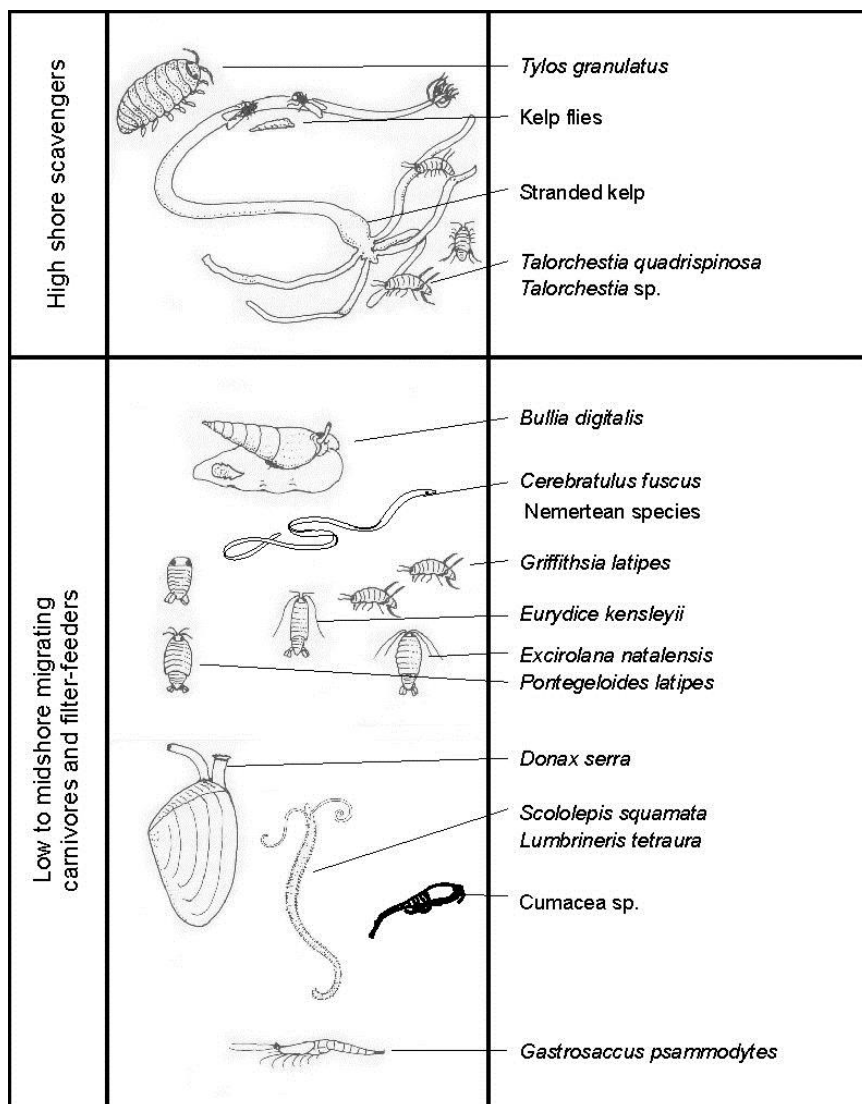 High shore scavengers
Tylos granulatus
Kelp flies
Stranded kelp
Talorchestia quadrispinosa
Talorchestia sp.
Low to midshore migrating
carnivores and filter-feeders
Bullia digitalis
Cerebratulus fuscus
Nemertean species
Griffithsia latipes
Eurydice kensleyii
Excirolana natalensis
Pontegeloides latipes
Donax serra
Scololepis squamata
Lumbrineris tetraura
Cumacea sp.
Gastrosaccus psammodytes